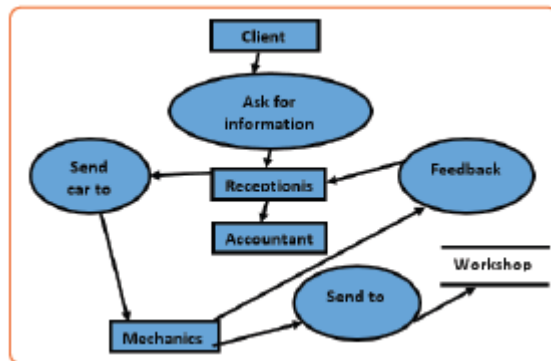 Client
Ask for
information
Send
car to
Receptionis
Feedback
Accountant
Workshop
Send to
Mechanics